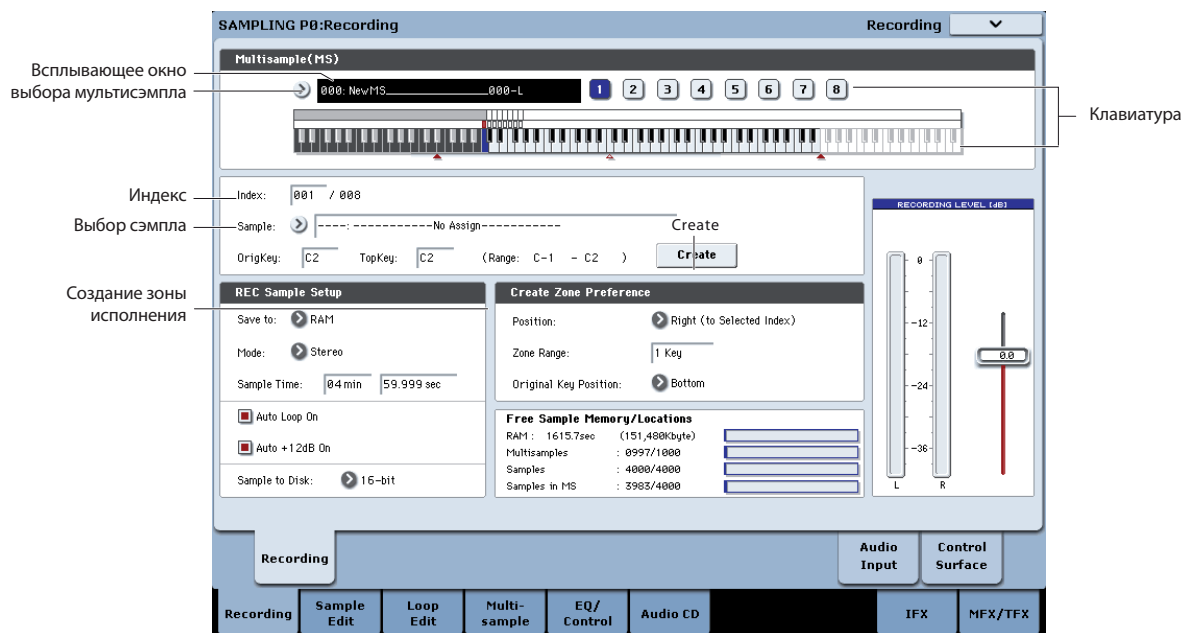 SAMPLING P0:Recording
Recording
Multisample(MS)
Всплывающее окно
выбора мультисэмпла
000: NewMS_______________000-L
1 2 3 4 5 6 7 8
Клавиатура
Индекс
Index: 001 / 008
Выбор сэмпла
Sample: ----: ------------No Assign-----------
Create
OrigKey: C2 TopKey: C2 (Range: C-1 - C2 ) Create
RECORDING LEVEL [dB]
0
-12
-24
-36
L R
0.0
Создание зоны
исполнения
REC Sample Setup
Save to: RAM
Mode: Stereo
Sample Time: 04 min 59.999 sec
Auto Loop On
Auto +12dB On
Sample to Disk: 16-bit
Create Zone Preference
Position: Right (to Selected Index)
Zone Range: 1 Key
Original Key Position: Bottom
Free Sample Memory/Locations
RAM : 1615.7sec (151,480Kbyte)
Multisamples : 0997/1000
Samples : 4000/4000
Samples in MS : 3983/4000
Recording
Audio
Input
Control
Surface
Recording
Sample
Edit
Loop
Edit
Multi-
sample
EQ/
Control
Audio CD
IFX
MFX/TFX